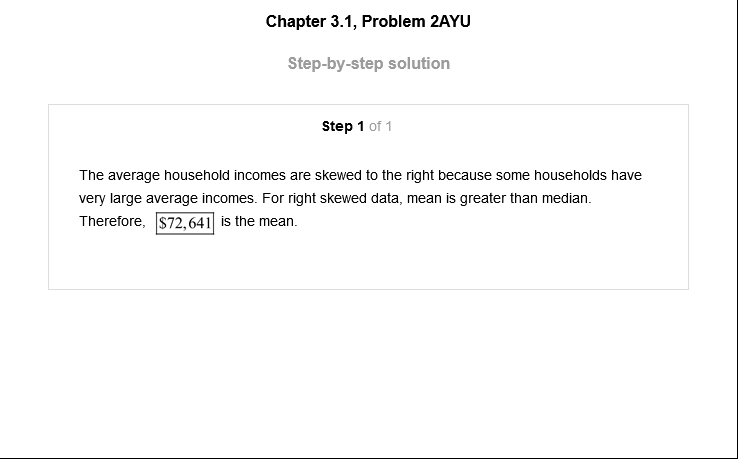 Chapter 3.1, Problem 2AYU
Step-by-step solution
Step 1 of 1
The average household incomes are skewed to the right because some households have
very large average incomes. For right skewed data, mean is greater than median.
Therefore, $72,641 is the mean.